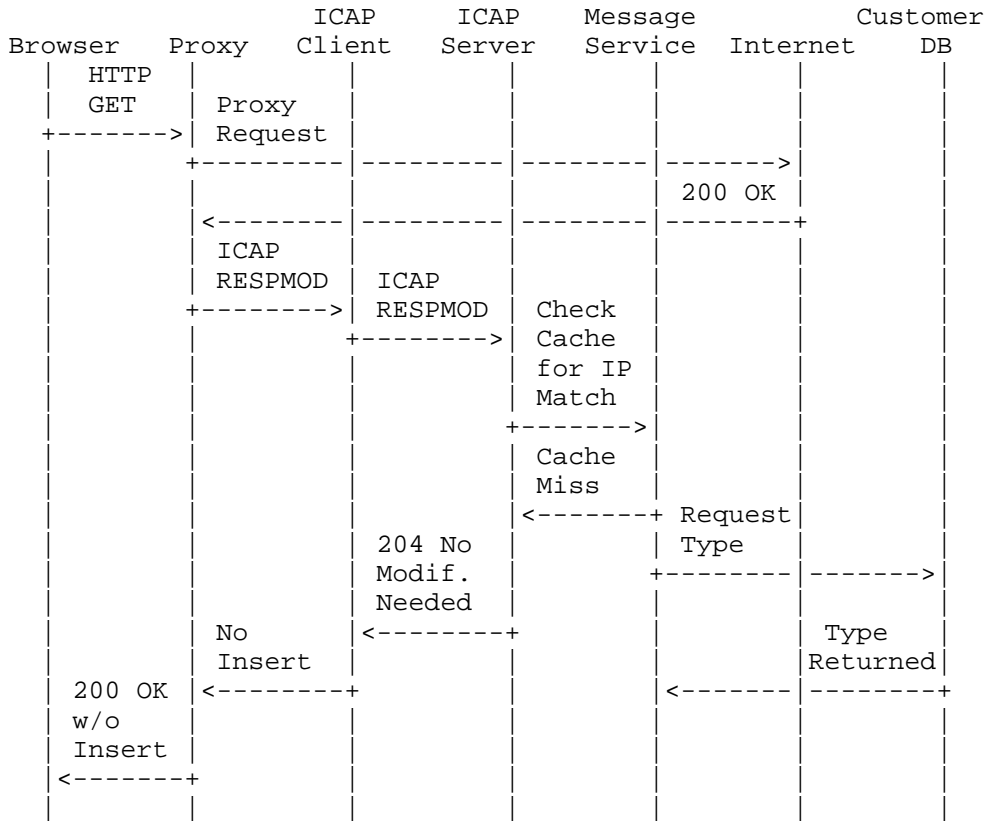 ICAP ICAP Message Customer
Browser Proxy Client Server Service Internet DB
| HTTP | | | | | |
| GET | Proxy | | | | |
+------->| Request | | | | |
| +---------|---------|--------|-------->| |
| | | | | 200 OK | |
| |<--------|---------|--------|--------+ |
| | ICAP | | | | |
| | RESPMOD | ICAP | | | |
| +-------->| RESPMOD | Check | | |
| | +-------->| Cache | | |
| | | | for IP | | |
| | | | Match | | |
| | | +------->| | |
| | | | Cache | | |
| | | | Miss | | |
| | | |<-------+ Request| |
| | | 204 No | | Type | |
| | | Modif. | +--------|------->|
| | | Needed | | | |
| | No |<--------+ | | Type |
| | Insert | | | |Returned|
| 200 OK |<--------+ | |<-------|--------+
| w/o | | | | | |
| Insert | | | | | |
|<-------+ | | | | |
| | | | | | |